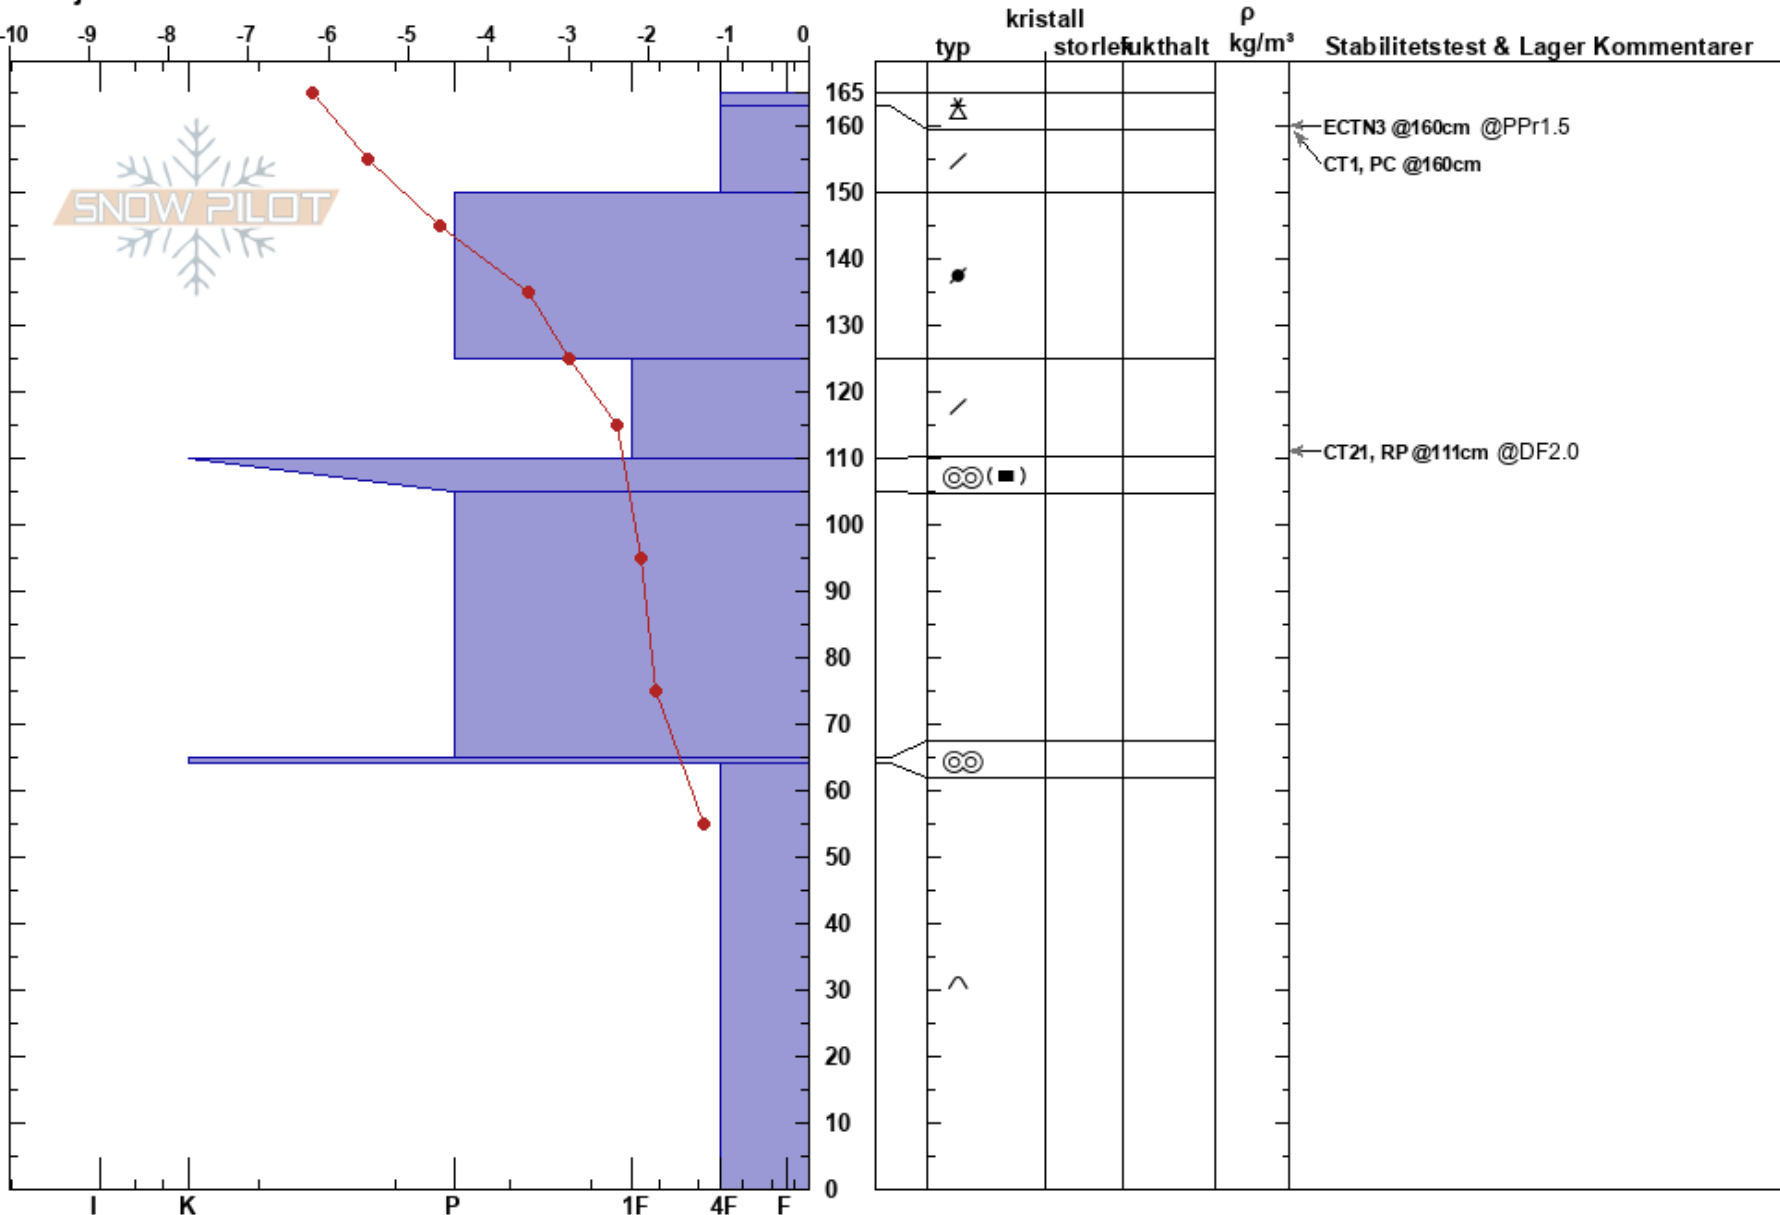 kristall
ρ
-10 -9 -8 -7 -6 -5 -4 -3 -2 -1 0
typ storlek fukthalt kg/m³ Stabilitetstest & Lager Kommentarer
165
160
ECTN3 @160cm @PPr1.5
SNOW PILOT
CT1, PC @160cm
150
140
130
120
110
CT21, RP @111cm @DF2.0
100
90
80
70
60
50
40
30
20
10
0
I K P 1F 4F F